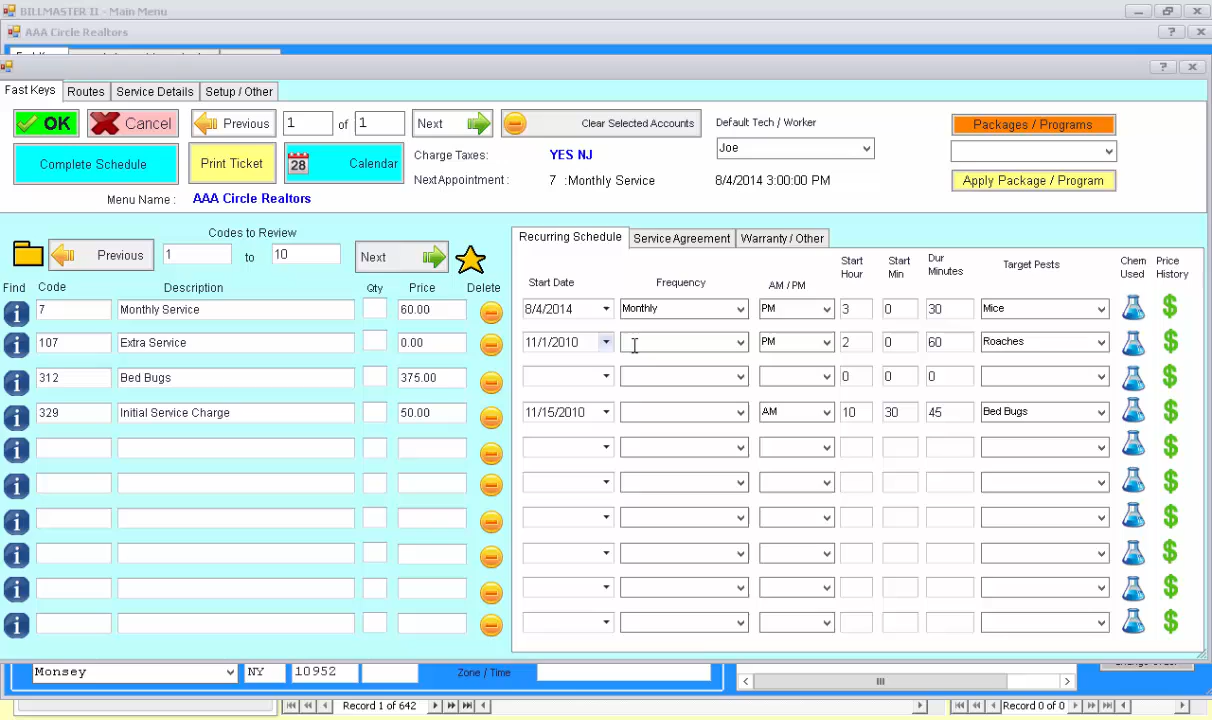 BILLMASTER II - Main Menu
AAA Circle Realtors
Fast Keys Routes Service Details Setup / Other
OK Cancel Previous 1 of 1 Next Clear Selected Accounts
Default Tech / Worker
Joe
Packages / Programs
Complete Schedule Print Ticket 28 Calendar
Charge Taxes: YES NJ
NextAppointment : 7 :Monthly Service 8/4/2014 3:00:00 PM
Apply Package / Program
Menu Name : AAA Circle Realtors
Codes to Review
Previous 1 to 10 Next
Find Code Description Qty Price Delete
7 Monthly Service 60.00
107 Extra Service 0.00
312 Bed Bugs 375.00
329 Initial Service Charge 50.00
Recurring Schedule Service Agreement Warranty / Other
Start Date Frequency AM / PM Start Hour Start Min Dur Minutes Target Pests Chem Used Price History
8/4/2014 Monthly PM 3 0 30 Mice
11/1/2010 PM 2 0 60 Roaches
0 0 0
11/15/2010 AM 10 30 45 Bed Bugs
Monsey NY 10952 Zone / Time
Record 1 of 642 Record 0 of 0